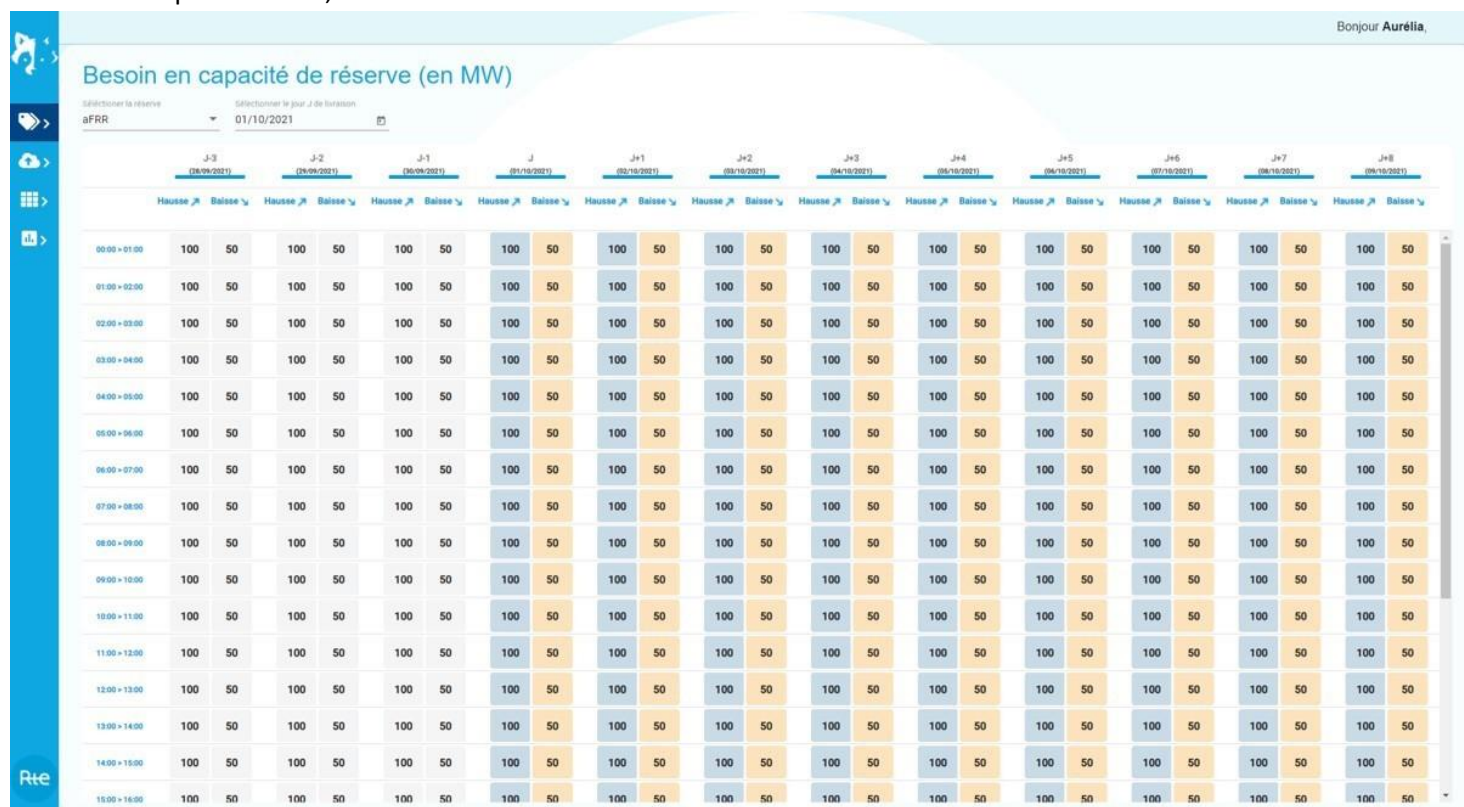 Bonjour Aurélia,
Besoin en capacité de réserve (en MW)
Sélectionner la réserve Sélectionner le jour J de livraison
aFRR 01/10/2021
J-3 J-2 J-1 J J+1 J+2 J+3 J+4 J+5 J+6 J+7 J+8
(28/09/2021) (29/09/2021) (30/09/2021) (01/10/2021) (02/10/2021) (03/10/2021) (04/10/2021) (05/10/2021) (06/10/2021) (07/10/2021) (08/10/2021) (09/10/2021)
Hausse Baisse Hausse Baisse Hausse Baisse Hausse Baisse Hausse Baisse Hausse Baisse Hausse Baisse Hausse Baisse Hausse Baisse Hausse Baisse Hausse Baisse Hausse Baisse
00:00 » 01:00 100 50 100 50 100 50 100 50 100 50 100 50 100 50 100 50 100 50 100 50 100 50 100 50
01:00 » 02:00 100 50 100 50 100 50 100 50 100 50 100 50 100 50 100 50 100 50 100 50 100 50 100 50
02:00 » 03:00 100 50 100 50 100 50 100 50 100 50 100 50 100 50 100 50 100 50 100 50 100 50 100 50
03:00 » 04:00 100 50 100 50 100 50 100 50 100 50 100 50 100 50 100 50 100 50 100 50 100 50 100 50
04:00 » 05:00 100 50 100 50 100 50 100 50 100 50 100 50 100 50 100 50 100 50 100 50 100 50 100 50
05:00 » 06:00 100 50 100 50 100 50 100 50 100 50 100 50 100 50 100 50 100 50 100 50 100 50 100 50
06:00 » 07:00 100 50 100 50 100 50 100 50 100 50 100 50 100 50 100 50 100 50 100 50 100 50 100 50
07:00 » 08:00 100 50 100 50 100 50 100 50 100 50 100 50 100 50 100 50 100 50 100 50 100 50 100 50
08:00 » 09:00 100 50 100 50 100 50 100 50 100 50 100 50 100 50 100 50 100 50 100 50 100 50 100 50
09:00 » 10:00 100 50 100 50 100 50 100 50 100 50 100 50 100 50 100 50 100 50 100 50 100 50 100 50
10:00 » 11:00 100 50 100 50 100 50 100 50 100 50 100 50 100 50 100 50 100 50 100 50 100 50 100 50
11:00 » 12:00 100 50 100 50 100 50 100 50 100 50 100 50 100 50 100 50 100 50 100 50 100 50 100 50
12:00 » 13:00 100 50 100 50 100 50 100 50 100 50 100 50 100 50 100 50 100 50 100 50 100 50 100 50
13:00 » 14:00 100 50 100 50 100 50 100 50 100 50 100 50 100 50 100 50 100 50 100 50 100 50 100 50
14:00 » 15:00 100 50 100 50 100 50 100 50 100 50 100 50 100 50 100 50 100 50 100 50 100 50 100 50
15:00 » 16:00 100 50 100 50 100 50 100 50 100 50 100 50 100 50 100 50 100 50 100 50 100 50 100 50
Rte